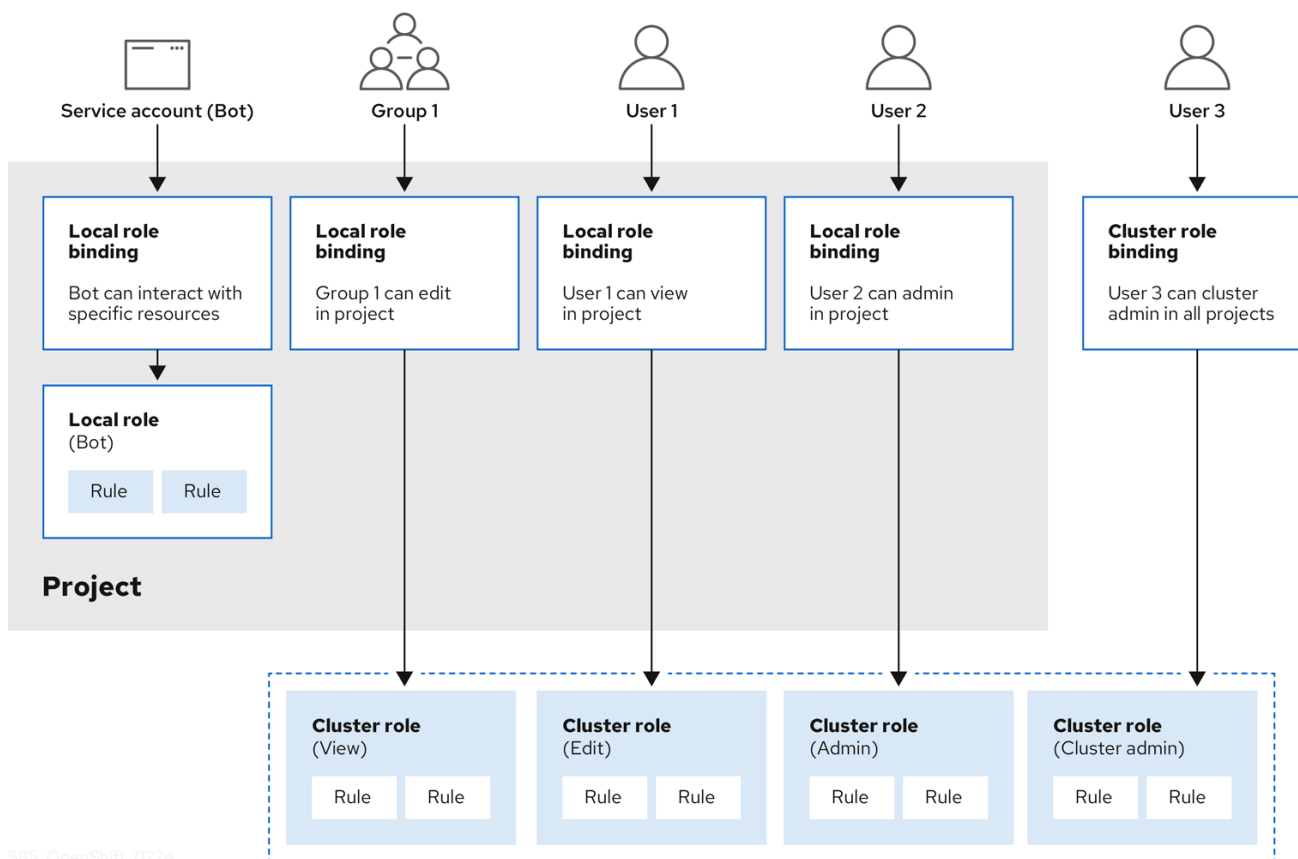 Service account (Bot)
Group 1
User 1
User 2
User 3
Local role
binding
Bot can interact with
specific resources
Local role
binding
Group 1 can edit
in project
Local role
binding
User 1 can view
in project
Local role
binding
User 2 can admin
in project
Cluster role
binding
User 3 can cluster
admin in all projects
Local role
(Bot)
Rule
Rule
Project
Cluster role
(View)
Rule
Rule
Cluster role
(Edit)
Rule
Rule
Cluster role
(Admin)
Rule
Rule
Cluster role
(Cluster admin)
Rule
Rule
585_OpenShift_0224